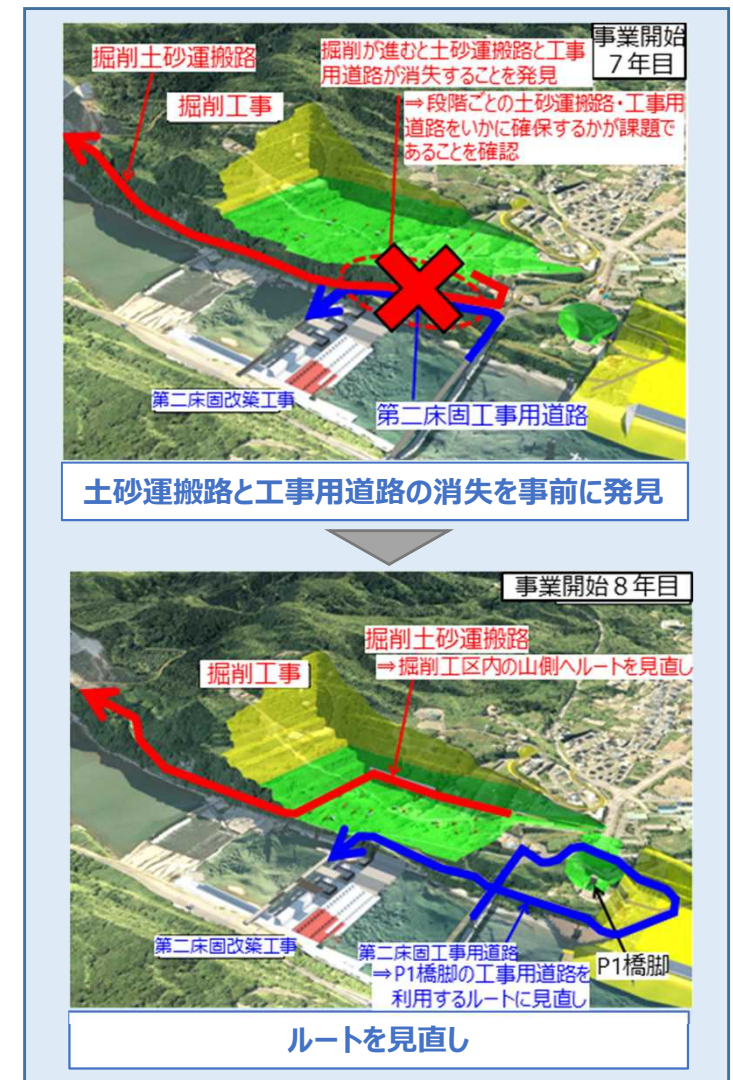 事業開始
7年目
掘削土砂運搬路
掘削が進むと土砂運搬路と工事
用道路が消失することを発見
⇒段階ごとの土砂運搬路・工事用
道路をいかに確保するかが課題で
あることを確認
掘削工事
第二床固改築工事
第二床固工事用道路
土砂運搬路と工事用道路の消失を事前に発見
事業開始8年目
掘削土砂運搬路
⇒掘削工区内の山側へルートを見直し
掘削工事
第二床固改築工事
第二床固工事用道路
⇒P1橋脚の工事用道路を
利用するルートに見直し
P1橋脚
ルートを見直し